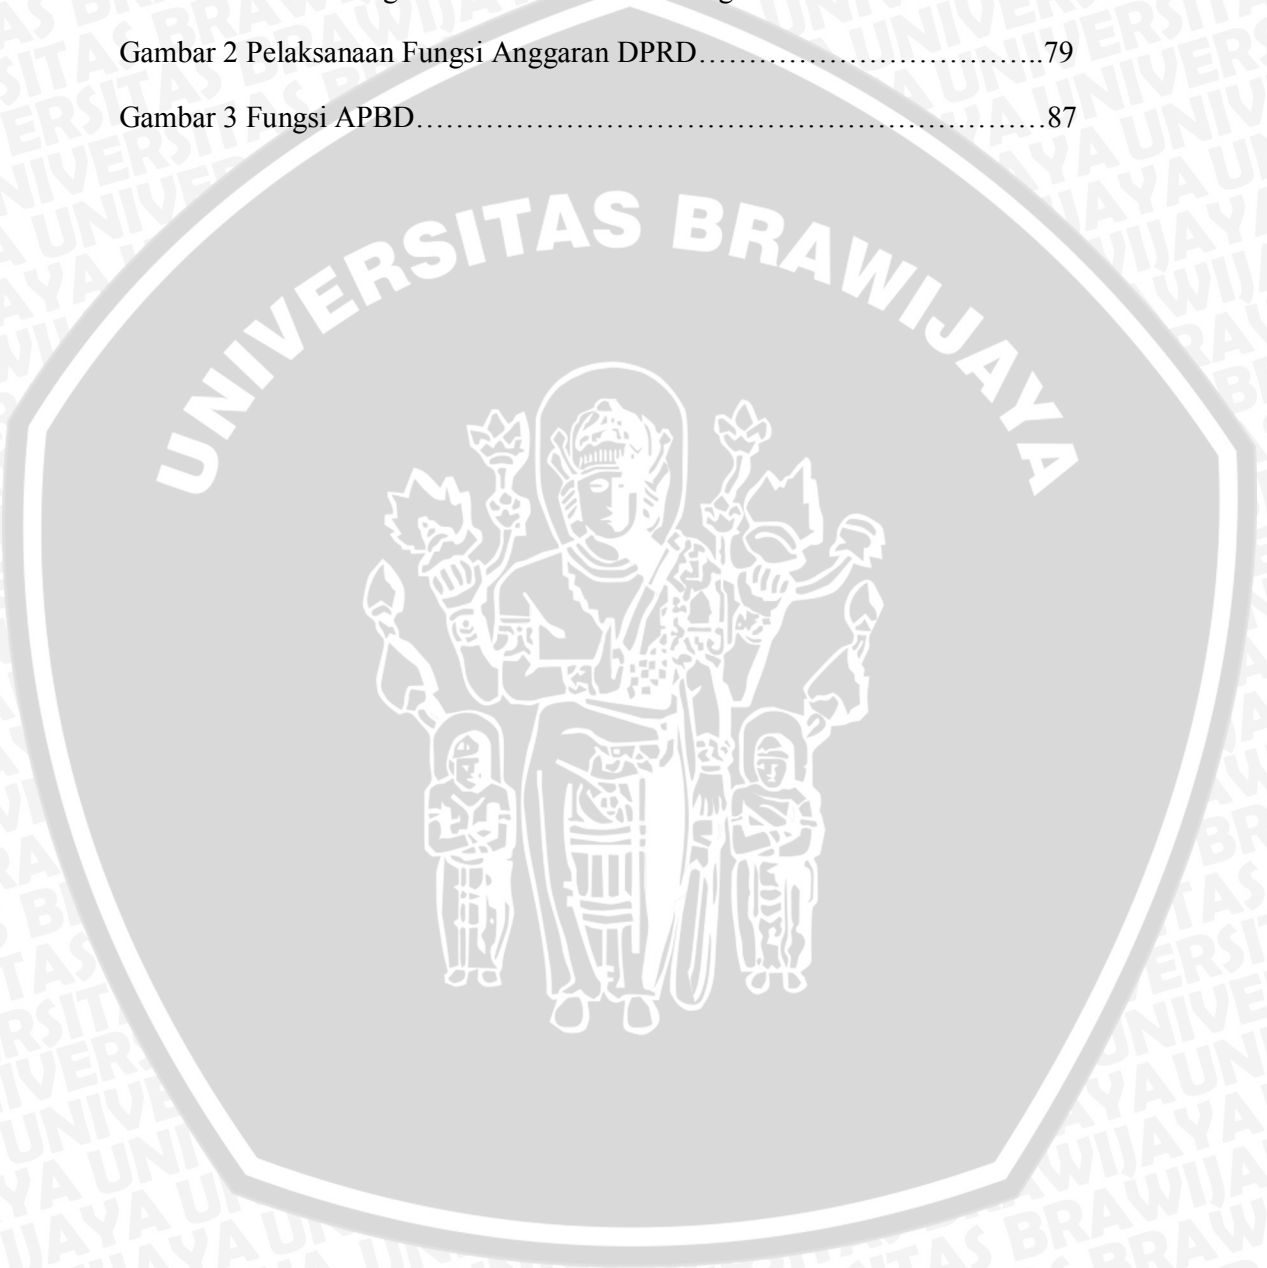 Gambar 2 Pelaksanaan Fungsi Anggaran DPRD……………………………..79
Gambar 3 Fungsi APBD………………………………………………………87
UNIVERSITAS BRAWIJAYA